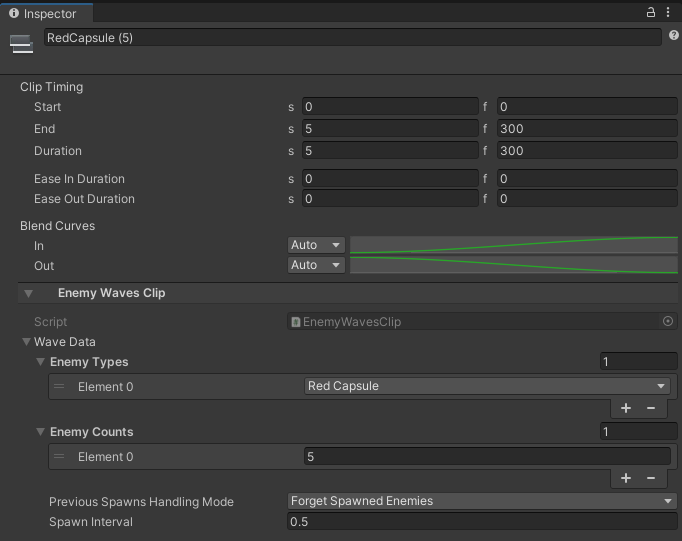 Inspector
RedCapsule (5)
Clip Timing
Start s 0 f 0
End s 5 f 300
Duration s 5 f 300
Ease In Duration s 0 f 0
Ease Out Duration s 0 f 0
Blend Curves
In Auto
Out Auto
Enemy Waves Clip
Script EnemyWavesClip
Wave Data
Enemy Types 1
Element 0 Red Capsule
+ −
Enemy Counts 1
Element 0 5
+ −
Previous Spawns Handling Mode Forget Spawned Enemies
Spawn Interval 0.5